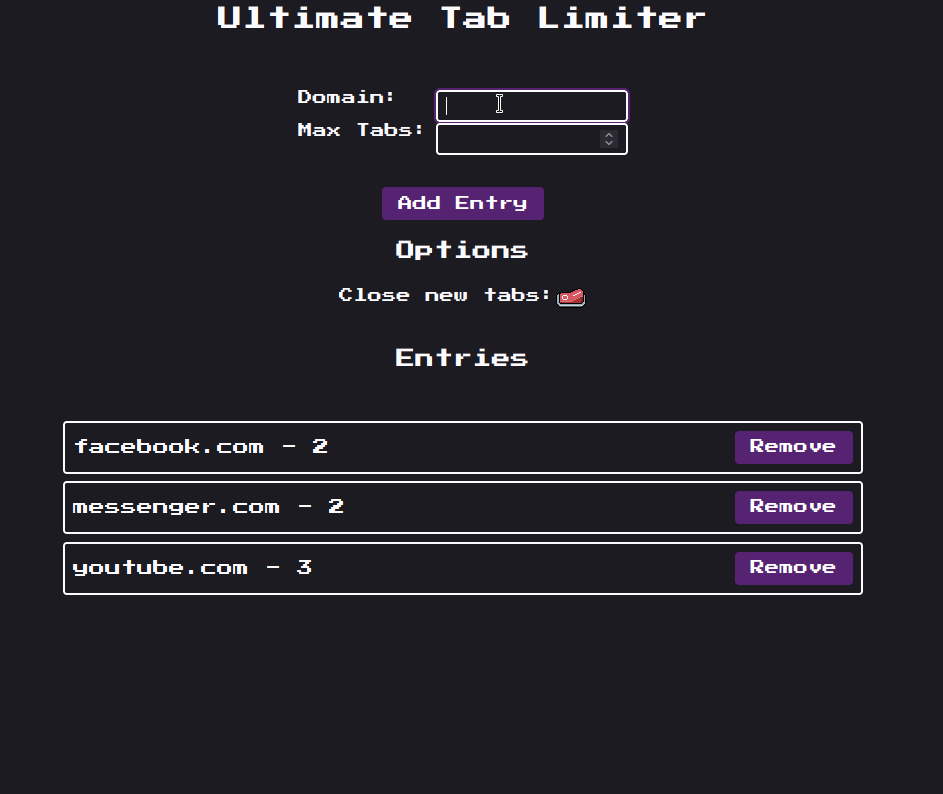 Ultimate Tab Limiter
Domain:
Max Tabs:
Add Entry
Options
Close new tabs:
Entries
facebook.com - 2 Remove
messenger.com - 2 Remove
youtube.com - 3 Remove